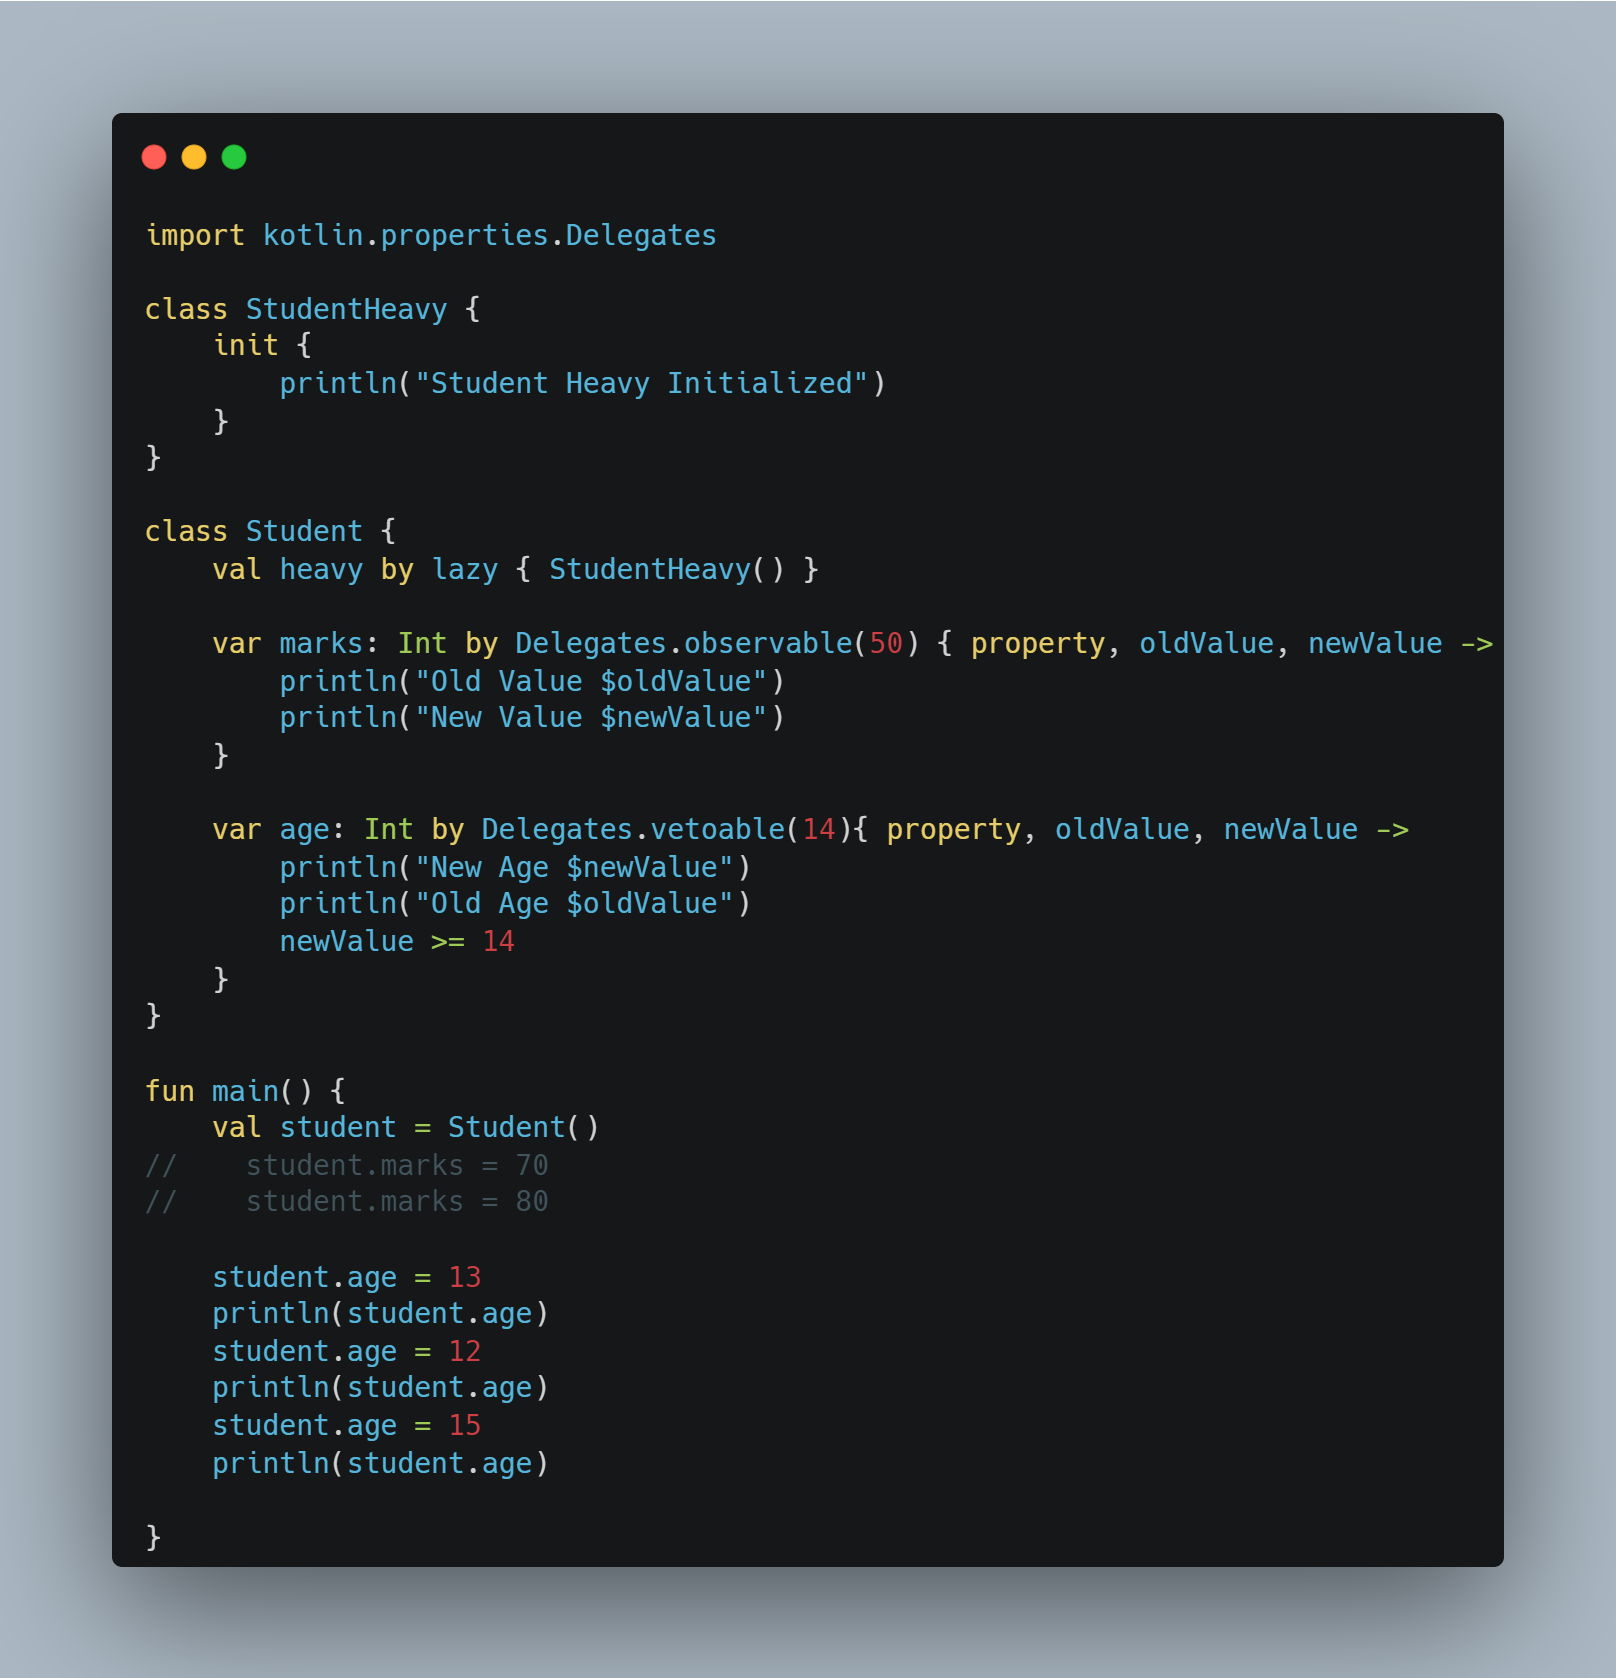 import kotlin.properties.Delegates
class StudentHeavy {
    init {
        println("Student Heavy Initialized")
    }
}
class Student {
    val heavy by lazy { StudentHeavy() }
    var marks: Int by Delegates.observable(50) { property, oldValue, newValue ->
        println("Old Value $oldValue")
        println("New Value $newValue")
    }
    var age: Int by Delegates.vetoable(14){ property, oldValue, newValue ->
        println("New Age $newValue")
        println("Old Age $oldValue")
        newValue >= 14
    }
}
fun main() {
    val student = Student()
//    student.marks = 70
//    student.marks = 80
    student.age = 13
    println(student.age)
    student.age = 12
    println(student.age)
    student.age = 15
    println(student.age)
}